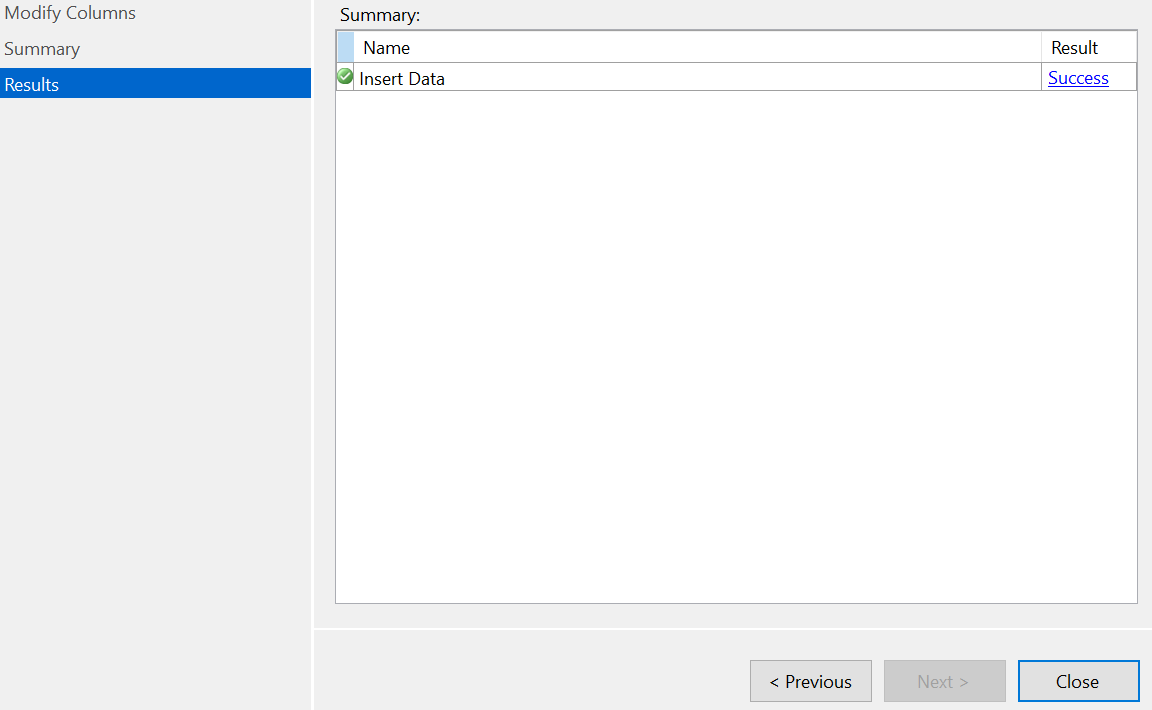 Modify Columns
Summary
Results
Summary:
Name Result
Insert Data Success
< Previous Next > Close